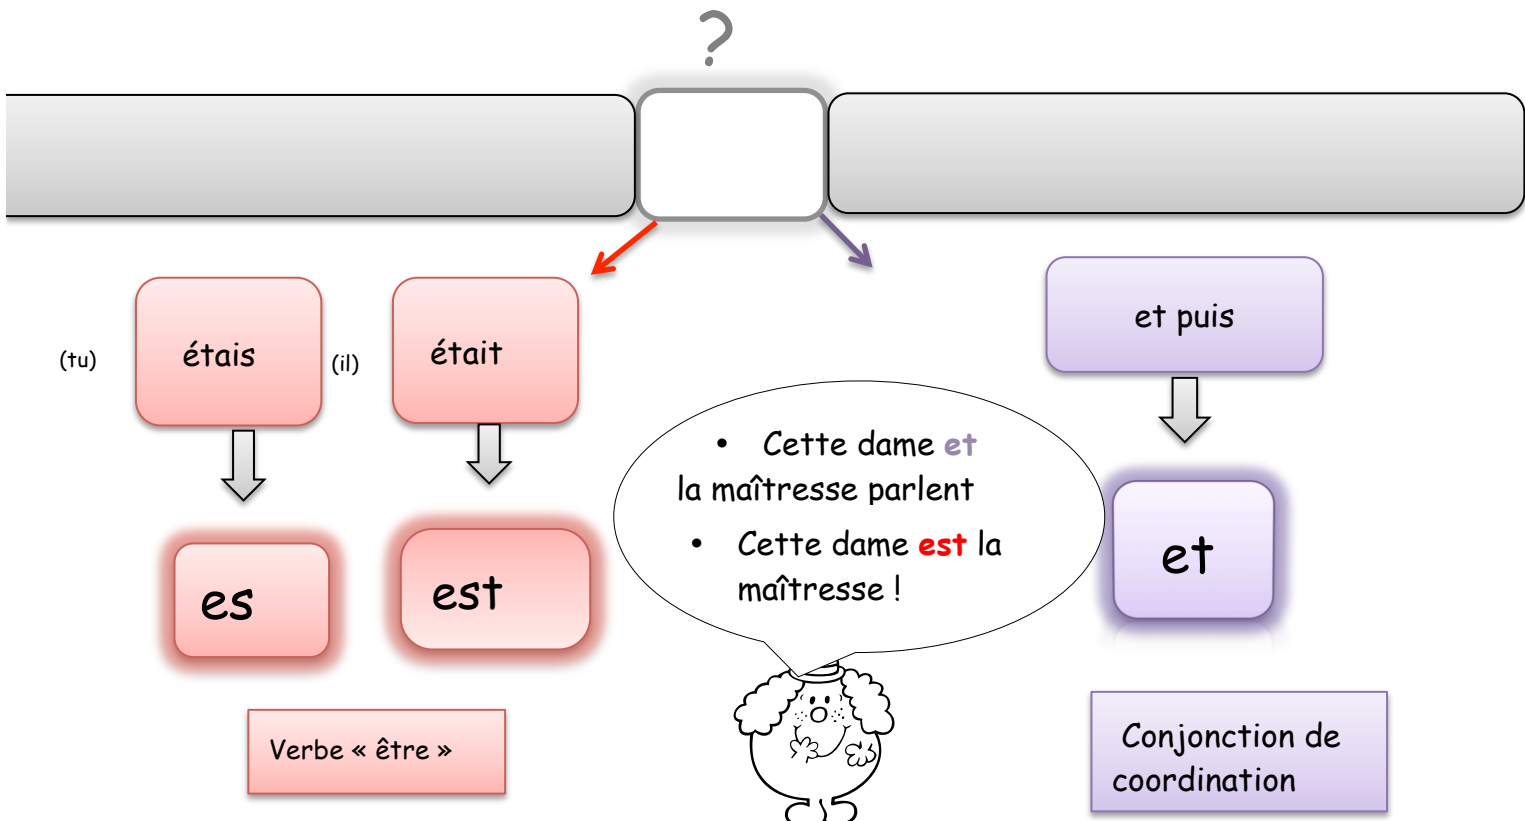 ?
(tu)
étais
(il)
était
et puis
• Cette dame et
la maîtresse parlent
• Cette dame est la
maîtresse !
es
est
et
Verbe « être »
Conjonction de
coordination